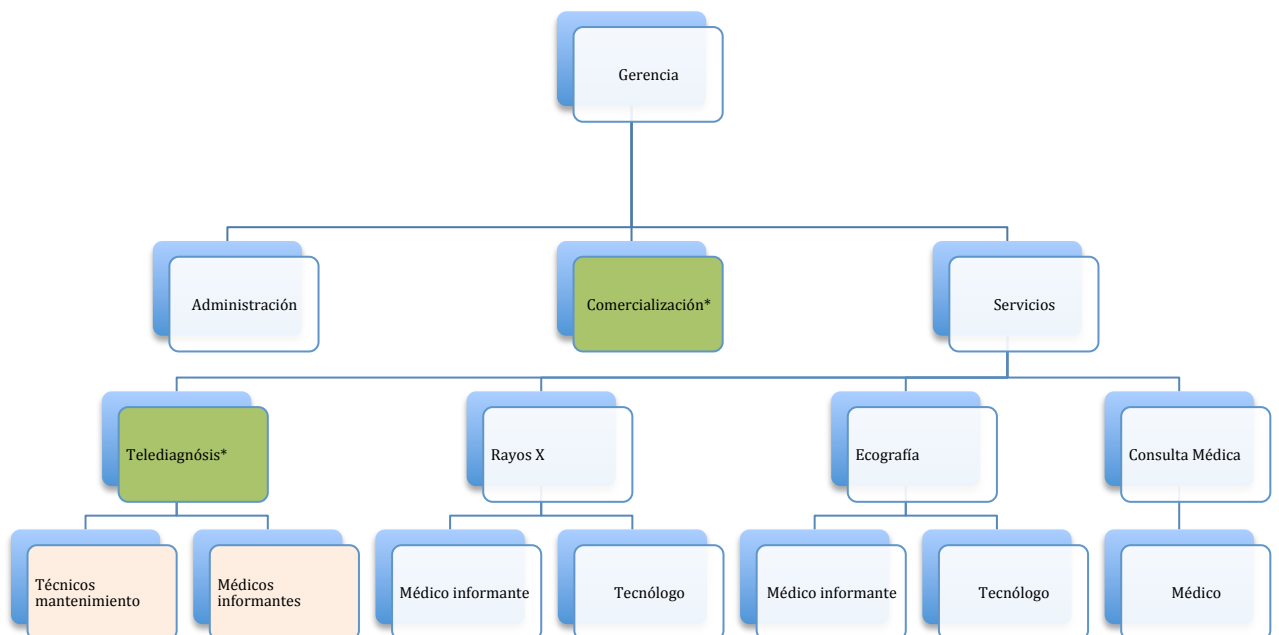 Gerencia
Administración
Comercialización*
Servicios
Telediagnósis*
Rayos X
Ecografía
Consulta Médica
Técnicos
mantenimiento
Médicos
informantes
Médico informante
Tecnólogo
Médico informante
Tecnólogo
Médico